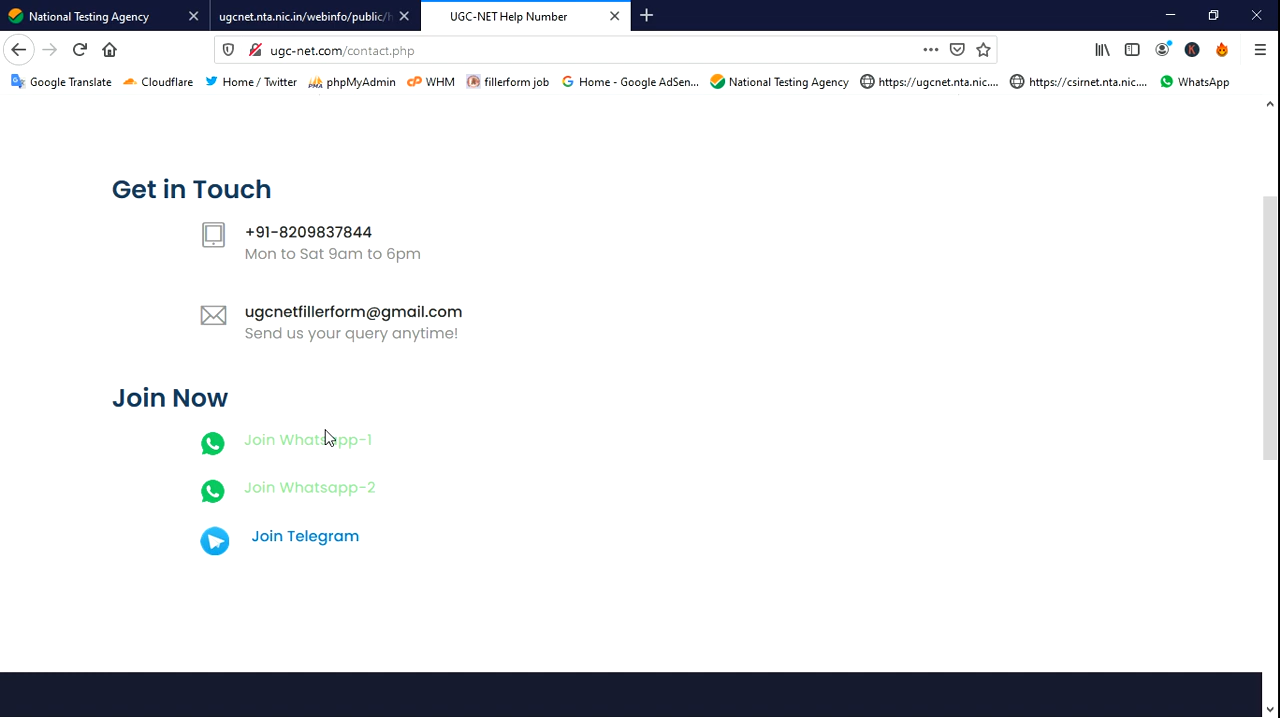 National Testing Agency
ugcnet.nta.nic.in/webinfo/public/h
UGC-NET Help Number
ugc-net.com/contact.php
Google Translate
Cloudflare
Home / Twitter
phpMyAdmin
WHM
fillerform job
Home - Google AdSen...
National Testing Agency
https://ugcnet.nta.nic....
https://csirnet.nta.nic....
WhatsApp
Get in Touch
+91-8209837844
Mon to Sat 9am to 6pm
ugcnetfillerform@gmail.com
Send us your query anytime!
Join Now
Join Whatsapp-1
Join Whatsapp-2
Join Telegram